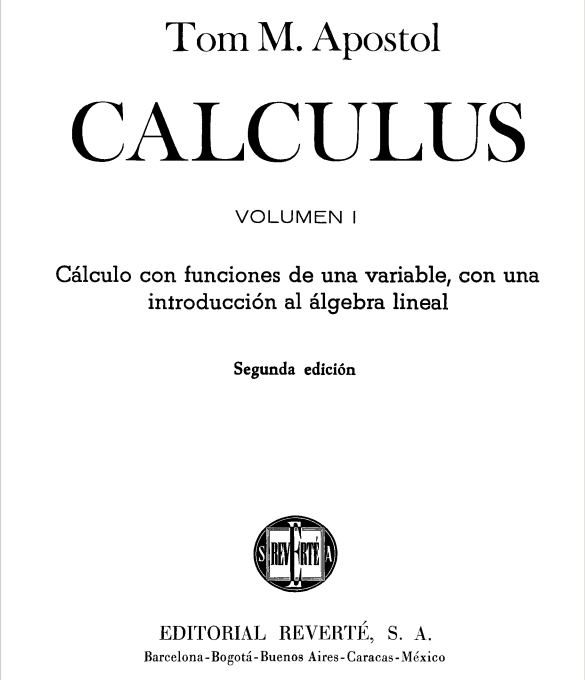 Tom M. Apostol
CALCULUS
VOLUMEN I
Cálculo con funciones de una variable, con una
introducción al álgebra lineal
Segunda edición
S REVERTÉ A
EDITORIAL REVERTÉ, S. A.
Barcelona-Bogotá-Buenos Aires-Caracas-México